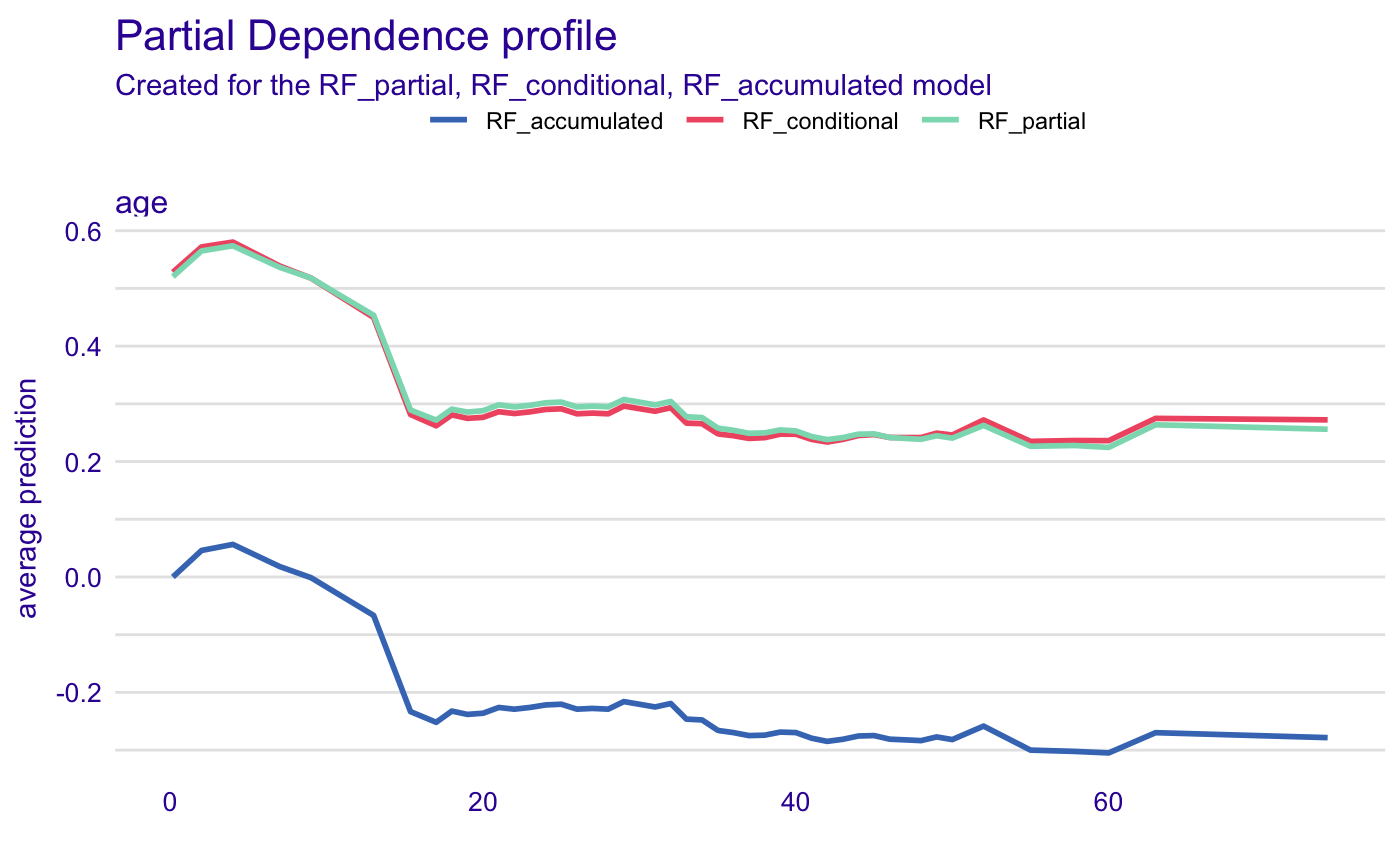 Partial Dependence profile
Created for the RF_partial, RF_conditional, RF_accumulated model
RF_accumulated RF_conditional RF_partial
age
0.6
0.4
0.2
0.0
-0.2
average prediction
0 20 40 60